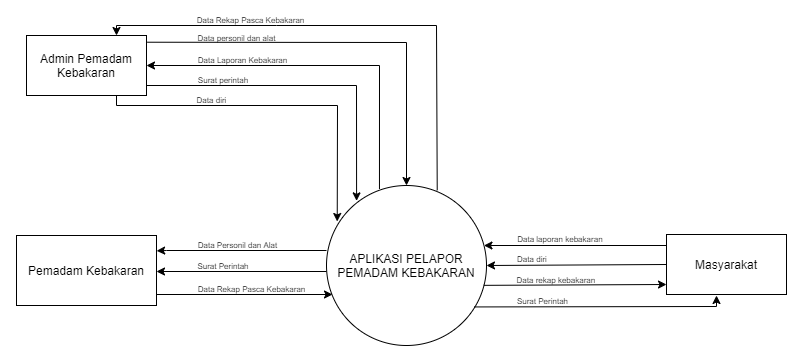 Data Rekap Pasca Kebakaran
Data personil dan alat
Admin Pemadam
Kebakaran
Data Laporan Kebakaran
Surat perintah
Data diri
Pemadam Kebakaran
Data Personil dan Alat
Surat Perintah
Data Rekap Pasca Kebakaran
APLIKASI PELAPOR
PEMADAM KEBAKARAN
Data laporan kebakaran
Data diri
Data rekap kebakaran
Surat Perintah
Masyarakat